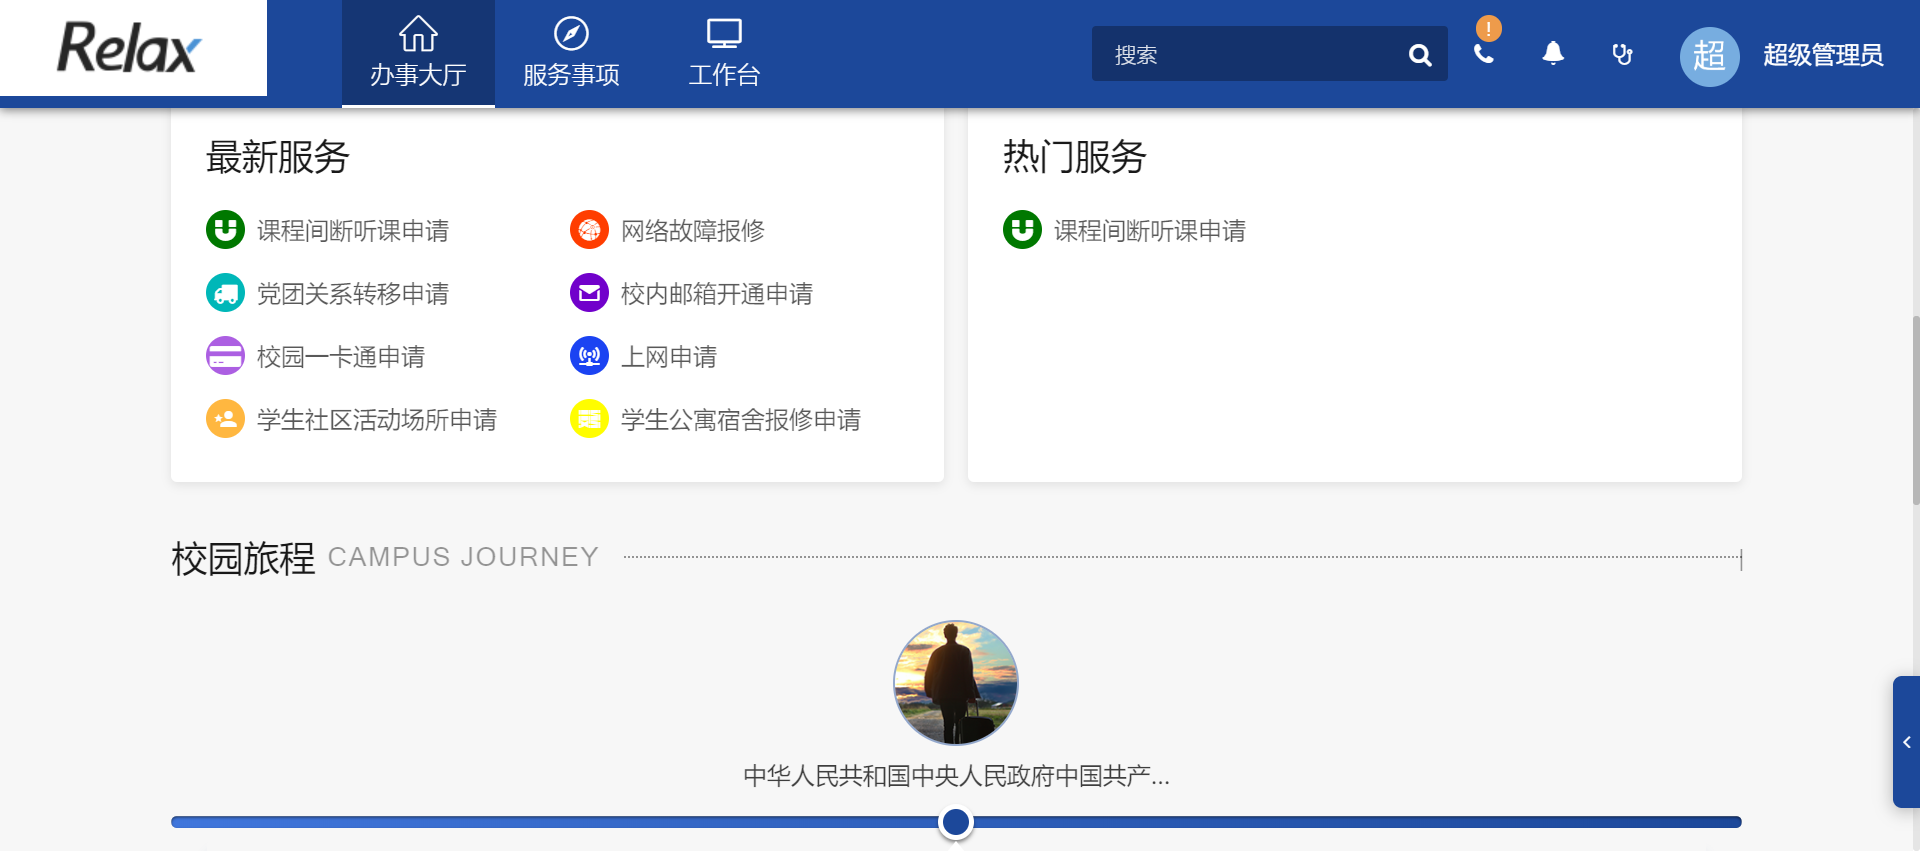 Relax
办事大厅
服务事项
工作台
搜索
!
超
超级管理员
最新服务
课程间断听课申请
网络故障报修
党团关系转移申请
校内邮箱开通申请
校园一卡通申请
上网申请
学生社区活动场所申请
学生公寓宿舍报修申请
热门服务
课程间断听课申请
校园旅程 CAMPUS JOURNEY
中华人民共和国中央人民政府中国共产...